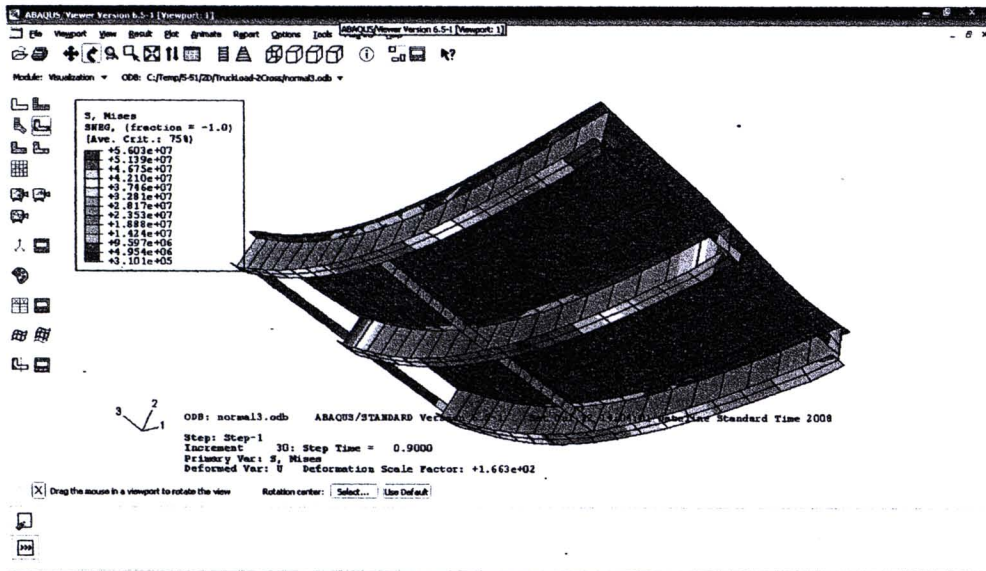 ABAQUS/Viewer Version 6.5-1 [Viewport: 1]
File Viewport View Result Plot Animate Report Options Tools ABAQUS/Viewer Version 6.5-1 [Viewport: 1]
Module: Visualization ODB: C:/Temp/S-51/2D/TruckLoad-2Cross/normal3.odb
S, Mises
SNEG, (fraction = -1.0)
(Ave. Crit.: 75%)
+5.603e+07
+5.139e+07
+4.675e+07
+4.210e+07
+3.746e+07
+3.281e+07
+2.817e+07
+2.353e+07
+1.888e+07
+1.424e+07
+9.597e+06
+4.954e+06
+3.101e+05
3 2 1
ODB: normal3.odb ABAQUS/STANDARD Standard Time 2008
Step: Step-1
Increment 30: Step Time = 0.9000
Primary Var: S, Mises
Deformed Var: U Deformation Scale Factor: +1.663e+02
X Drag the mouse in a viewport to rotate the view Rotation center: Select... Use Default